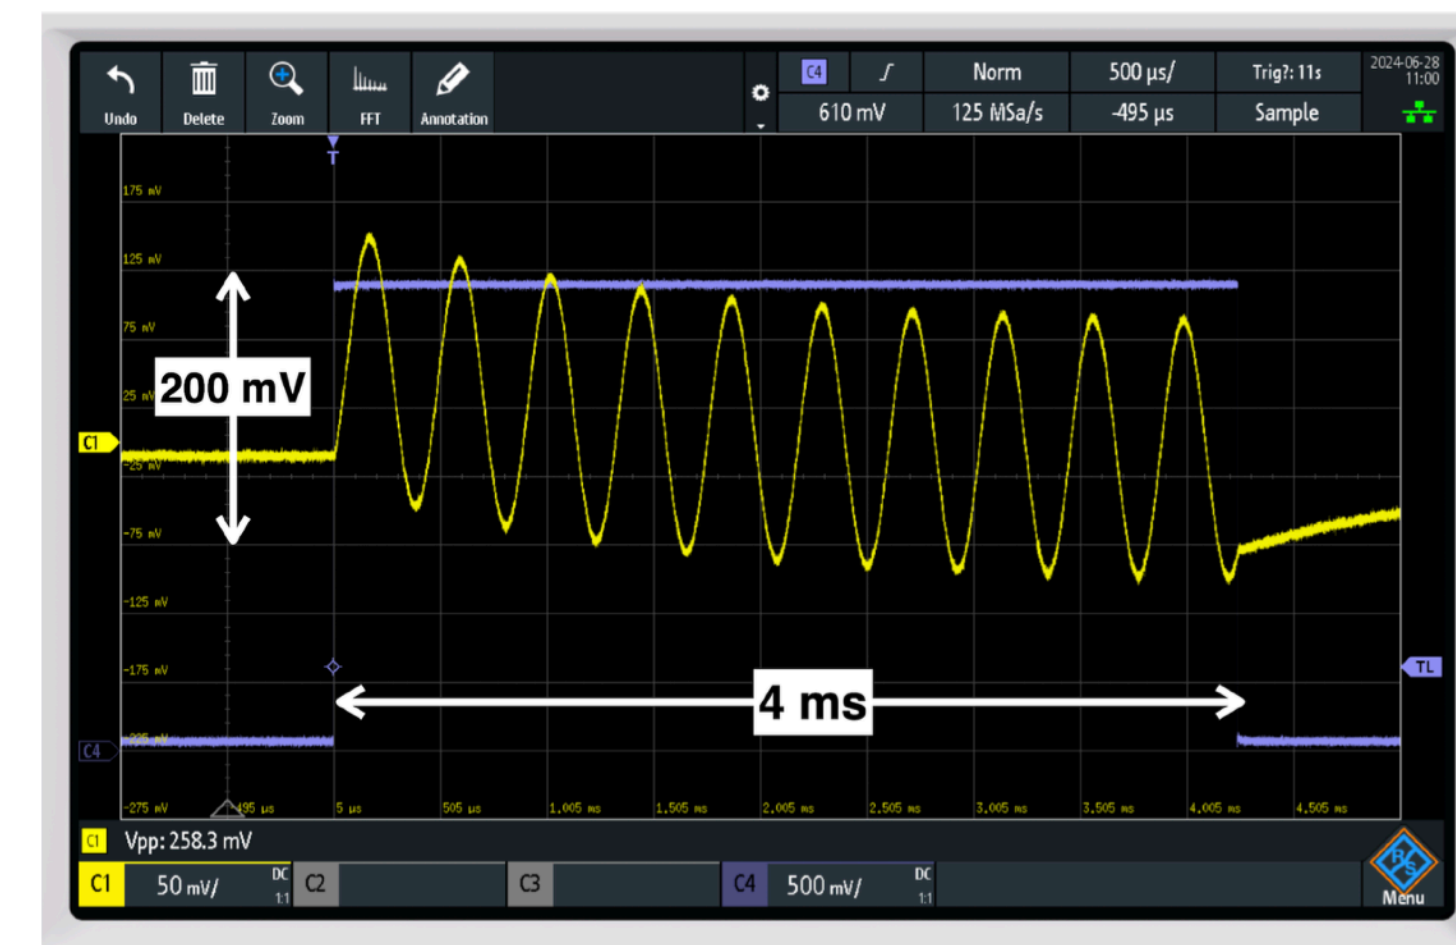 C4 Norm 500 µs/ Trig?: 11s 2024-06-28
11:00
Undo Delete Zoom FFT Annotation 610 mV 125 MSa/s -495 µs Sample
T
175 mV
125 mV
75 mV
200 mV
25 mV
C1
-25 mV
-75 mV
-125 mV
-175 mV
TL
4 ms
-225 mV
C4
-275 mV -495 µs 5 µs 505 µs 1.005 ms 1.505 ms 2.005 ms 2.505 ms 3.005 ms 3.505 ms 4.005 ms 4.505 ms
C1 Vpp: 258.3 mV
C1 50 mV/ DC 1:1 C2 C3 C4 500 mV/ DC 1:1 R&S Menu